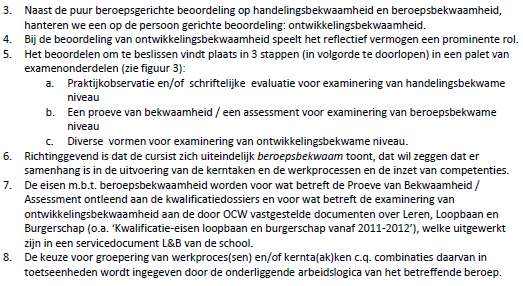 3. Naast de puur beroepsgerichte beoordeling op handelingsbekwaamheid en beroepsbekwaamheid,
hanteren we een op de persoon gerichte beoordeling: ontwikkelingsbekwaamheid.
4. Bij de beoordeling van ontwikkelingsbekwaamheid speelt het reflectief vermogen een prominente rol.
5. Het beoordelen om te beslissen vindt plaats in 3 stappen (in volgorde te doorlopen) in een palet van
examenonderdelen (zie figuur 3):
a. Praktijkobservatie en/of schriftelijke evaluatie voor examinering van handelingsbekwame
niveau
b. Een proeve van bekwaamheid / een assessment voor examinering van beroepsbekwame
niveau
c. Diverse vormen voor examinering van ontwikkelingsbekwame niveau.
6. Richtinggevend is dat de cursist zich uiteindelijk beroepsbekwaam toont, dat wil zeggen dat er
samenhang is in de uitvoering van de kerntaken en de werkprocessen en de inzet van competenties.
7. De eisen m.b.t. beroepsbekwaamheid worden voor wat betreft de Proeve van Bekwaamheid /
Assessment ontleend aan de kwalificatiedossiers en voor wat betreft de examinering van
ontwikkelingsbekwaamheid aan de door OCW vastgestelde documenten over Leren, Loopbaan en
Burgerschap (o.a. ‘Kwalificatie-eisen loopbaan en burgerschap vanaf 2011-2012’), welke uitgewerkt
zijn in een servicedocument L&B van de school.
8. De keuze voor groepering van werkproces(sen) en/of kernta(ak)ken c.q. combinaties daarvan in
toetseenheden wordt ingegeven door de onderliggende arbeidslogica van het betreffende beroep.